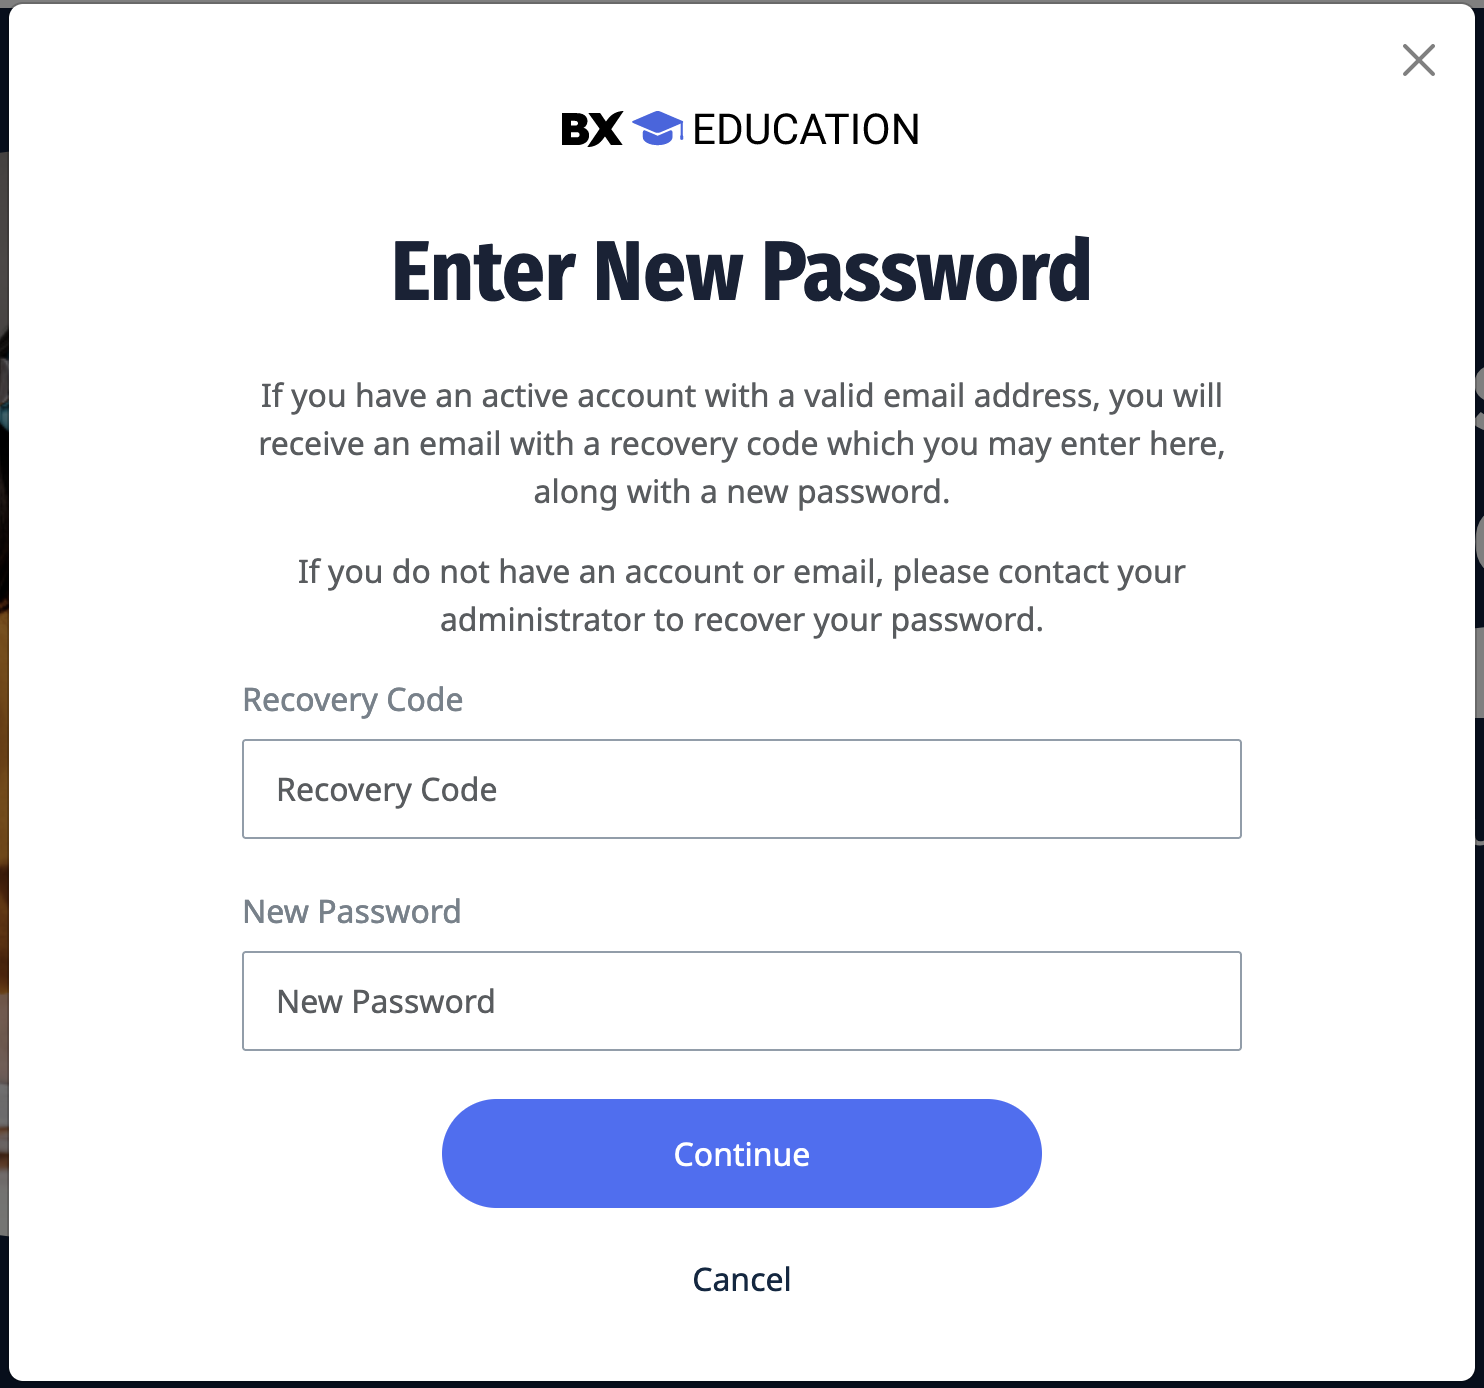 BX EDUCATION
Enter New Password
If you have an active account with a valid email address, you will
receive an email with a recovery code which you may enter here,
along with a new password.
If you do not have an account or email, please contact your
administrator to recover your password.
Recovery Code
Recovery Code
New Password
New Password
Continue
Cancel